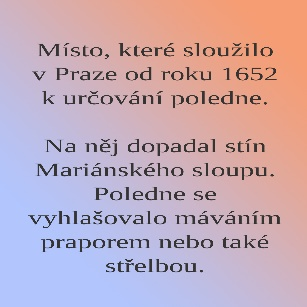 Místo, které sloužilo
v Praze od roku 1652
k určování poledne.
Na něj dopadal stín
Mariánského sloupu.
Poledne se
vyhlašovalo máváním
praporem nebo také
střelbou.